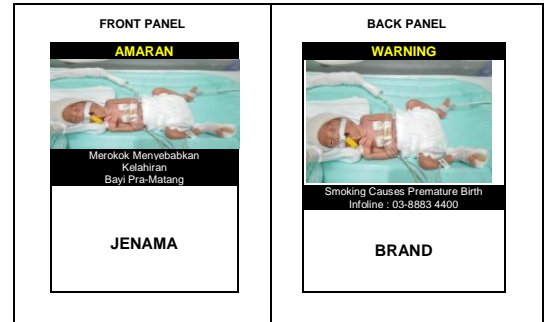 FRONT PANEL
AMARAN
Merokok Menyebabkan
Kelahiran
Bayi Pra-Matang
JENAMA
BACK PANEL
WARNING
Smoking Causes Premature Birth
Infoline : 03-8883 4400
BRAND